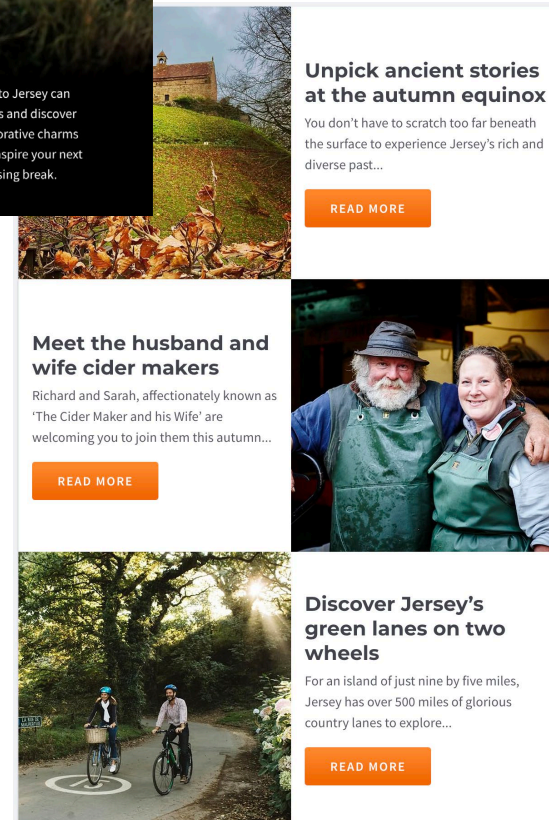 to Jersey can
s and discover
orative charms
spire your next
sing break.
Unpick ancient stories
at the autumn equinox
You don't have to scratch too far beneath
the surface to experience Jersey's rich and
diverse past...
READ MORE
Meet the husband and
wife cider makers
Richard and Sarah, affectionately known as
‘The Cider Maker and his Wife’ are
welcoming you to join them this autumn...
READ MORE
Discover Jersey’s
green lanes on two
wheels
For an island of just nine by five miles,
Jersey has over 500 miles of glorious
country lanes to explore...
READ MORE